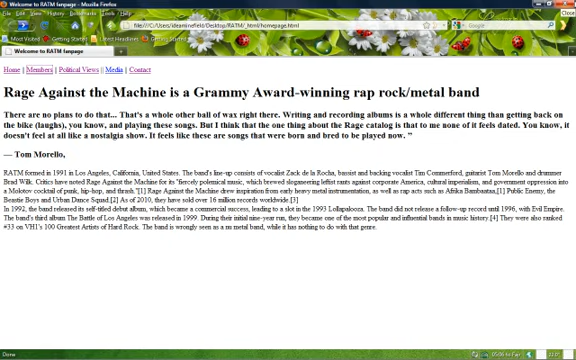 Welcome to RATM fanpage - Mozilla Firefox
File Edit View History Bookmarks Tools Help
Close
file:///C:/Users/ideaminefield/Desktop/RATM/_html/homepage.html
Google
Most Visited Getting Started Latest Headlines Getting Started
Welcome to RATM fanpage
Home | Members | Political Views || Media | Contact
Rage Against the Machine is a Grammy Award-winning rap rock/metal band
There are no plans to do that... That's a whole other ball of wax right there. Writing and recording albums is a whole different thing than getting back on
the bike (laughs), you know, and playing these songs. But I think that the one thing about the Rage catalog is that to me none of it feels dated. You know, it
doesn't feel at all like a nostalgia show. It feels like these are songs that were born and bred to be played now. ”
— Tom Morello,
RATM formed in 1991 in Los Angeles, California, United States. The band's line-up consists of vocalist Zack de la Rocha, bassist and backing vocalist Tim Commerford, guitarist Tom Morello and drummer
Brad Wilk. Critics have noted Rage Against the Machine for its "fiercely polemical music, which brewed sloganeering leftist rants against corporate America, cultural imperialism, and government oppression into
a Molotov cocktail of punk, hip-hop, and thrash."[1] Rage Against the Machine drew inspiration from early heavy metal instrumentation, as well as rap acts such as Afrika Bambaataa,[1] Public Enemy, the
Beastie Boys and Urban Dance Squad.[2] As of 2010, they have sold over 16 million records worldwide.[3]
In 1992, the band released its self-titled debut album, which became a commercial success, leading to a slot in the 1993 Lollapalooza. The band did not release a follow-up record until 1996, with Evil Empire.
The band's third album The Battle of Los Angeles was released in 1999. During their initial nine-year run, they became one of the most popular and influential bands in music history.[4] They were also ranked
#33 on VH1's 100 Greatest Artists of Hard Rock. The band is wrongly seen as a nu metal band, while it has nothing to do with that genre.
Done